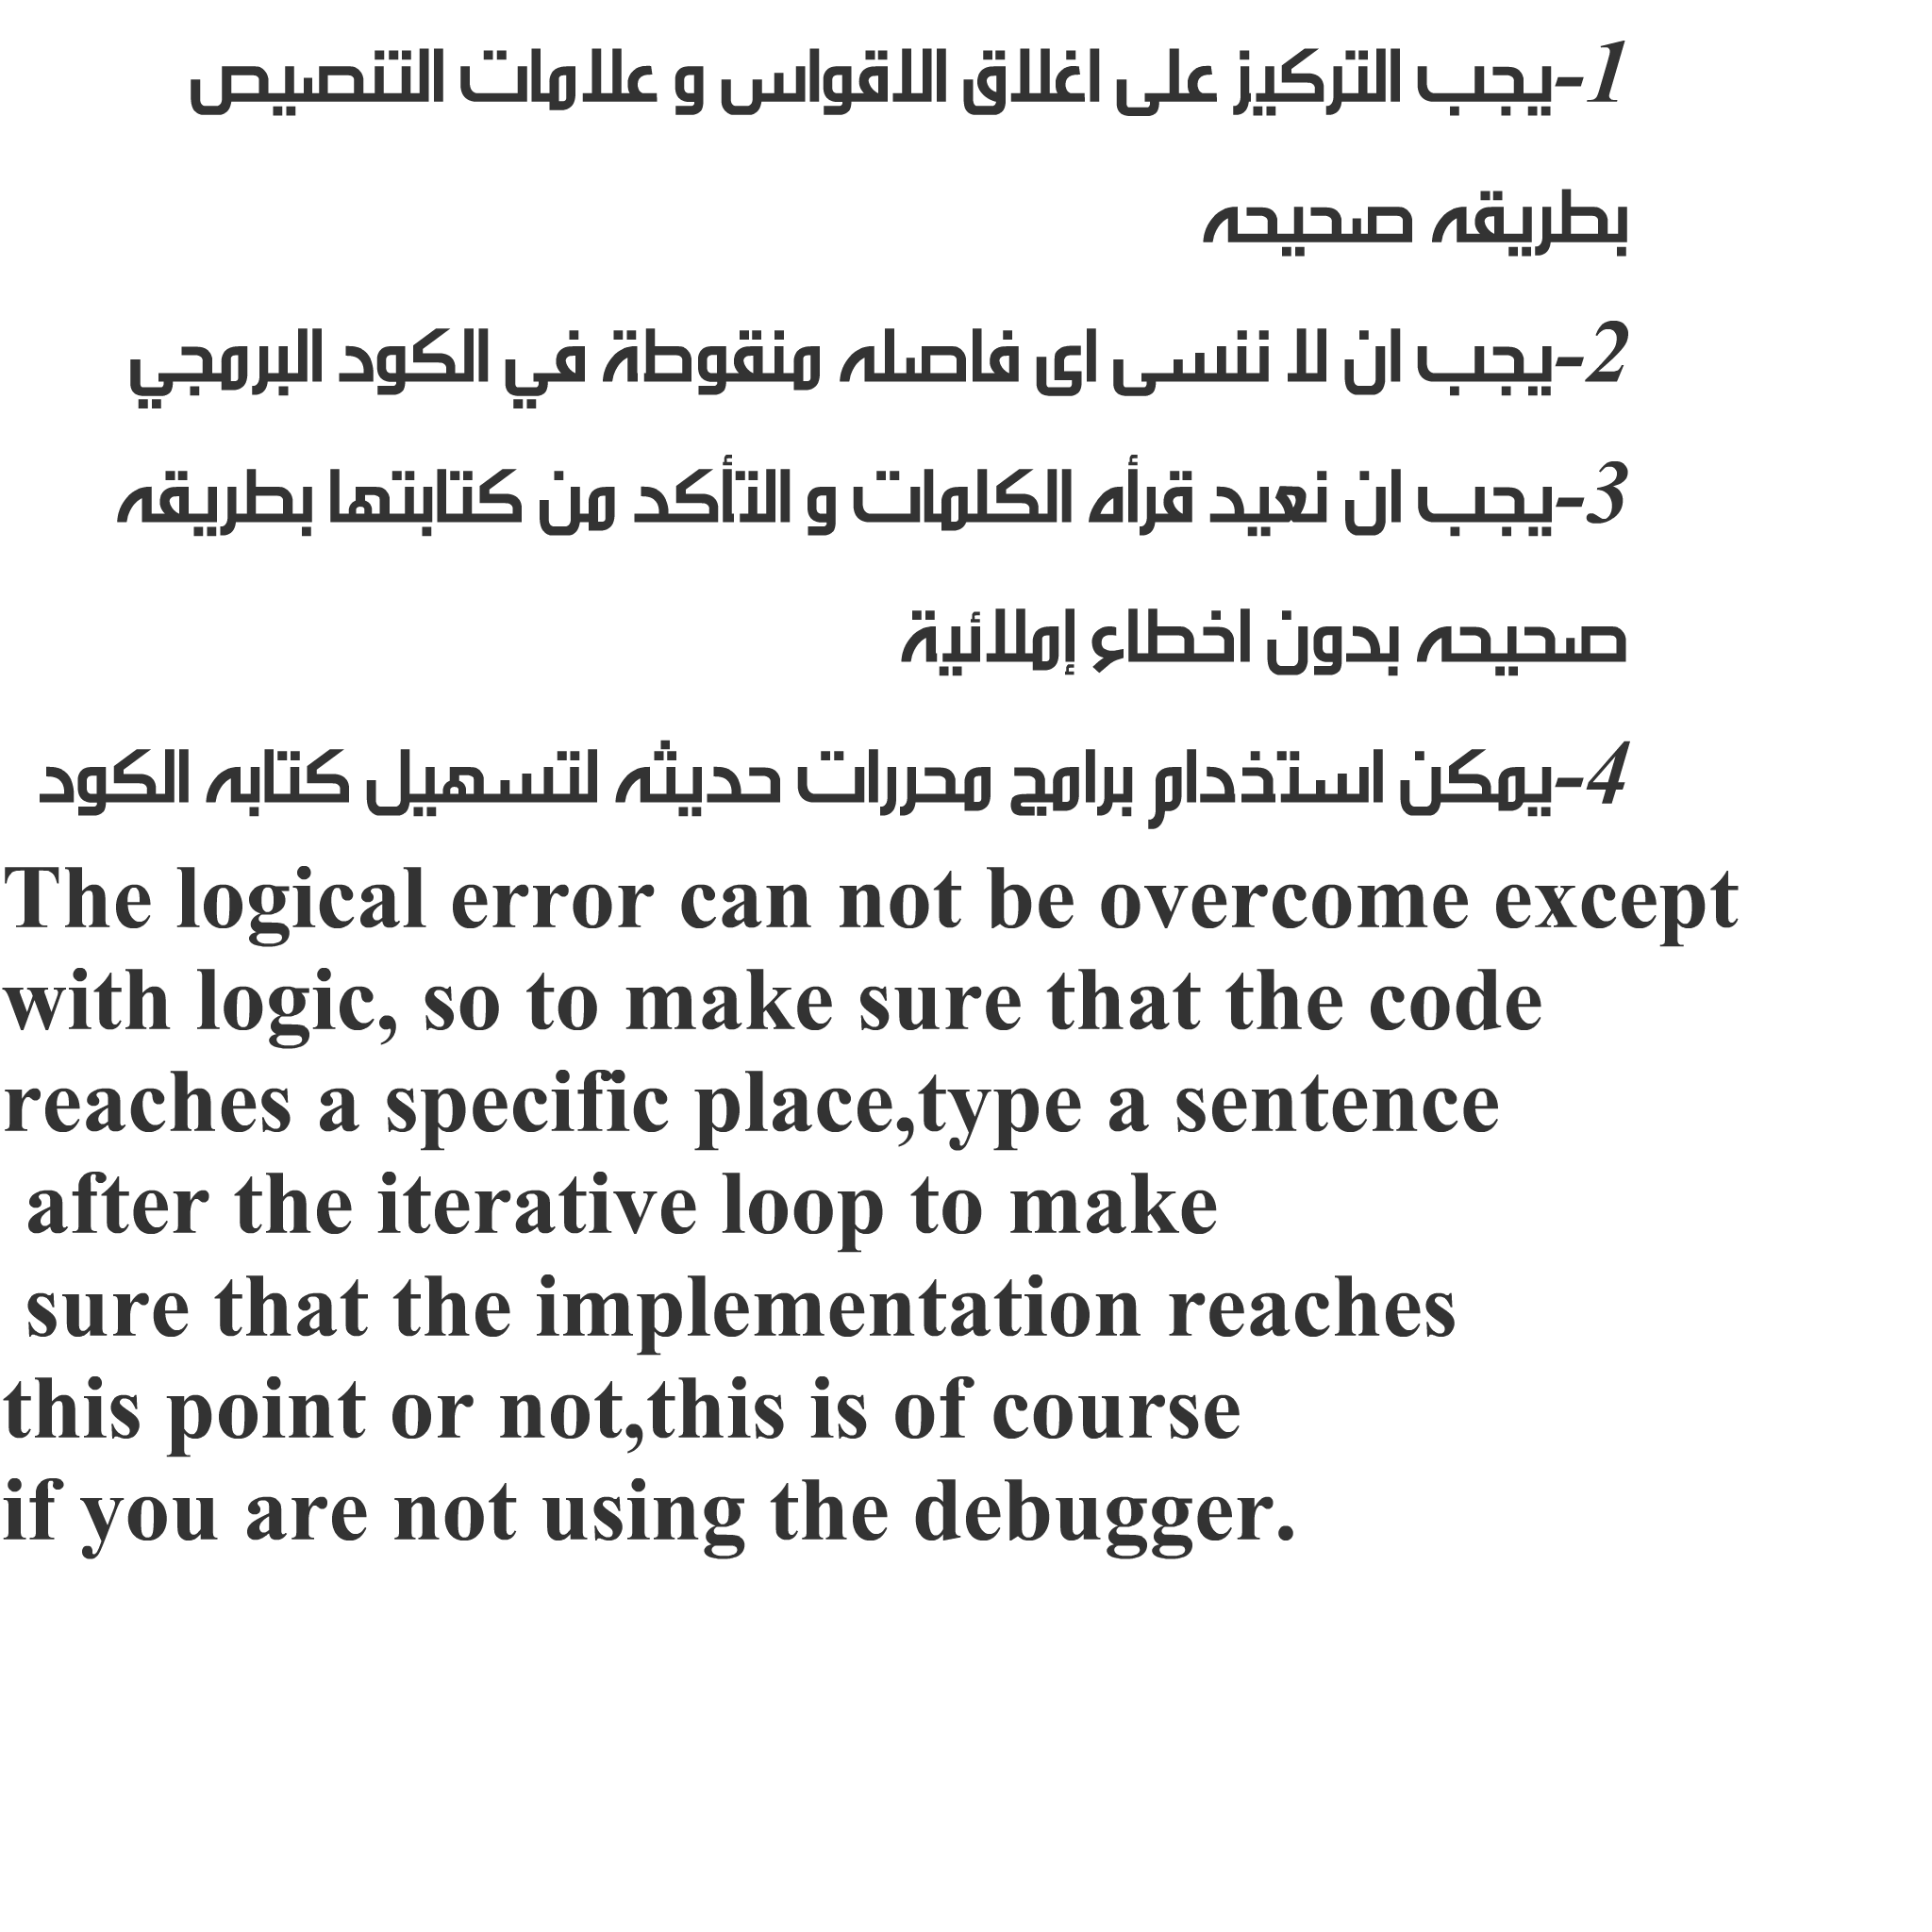 1-يجب التركيز على اغلاق الاقواس و علامات التنصيص
بطريقه صحيحه
2-يجب ان لا ننسى اى فاصله منقوطة في الكود البرمجي
3-يجب ان نعيد قرأه الكلمات و التأكد من كتابتها بطريقه
صحيحه بدون اخطاء إملائية
4-يمكن استخدام برامج محررات حديثه لتسهيل كتابه الكود
The logical error can not be overcome except
with logic, so to make sure that the code
reaches a specific place,type a sentence
after the iterative loop to make
sure that the implementation reaches
this point or not,this is of course
if you are not using the debugger.